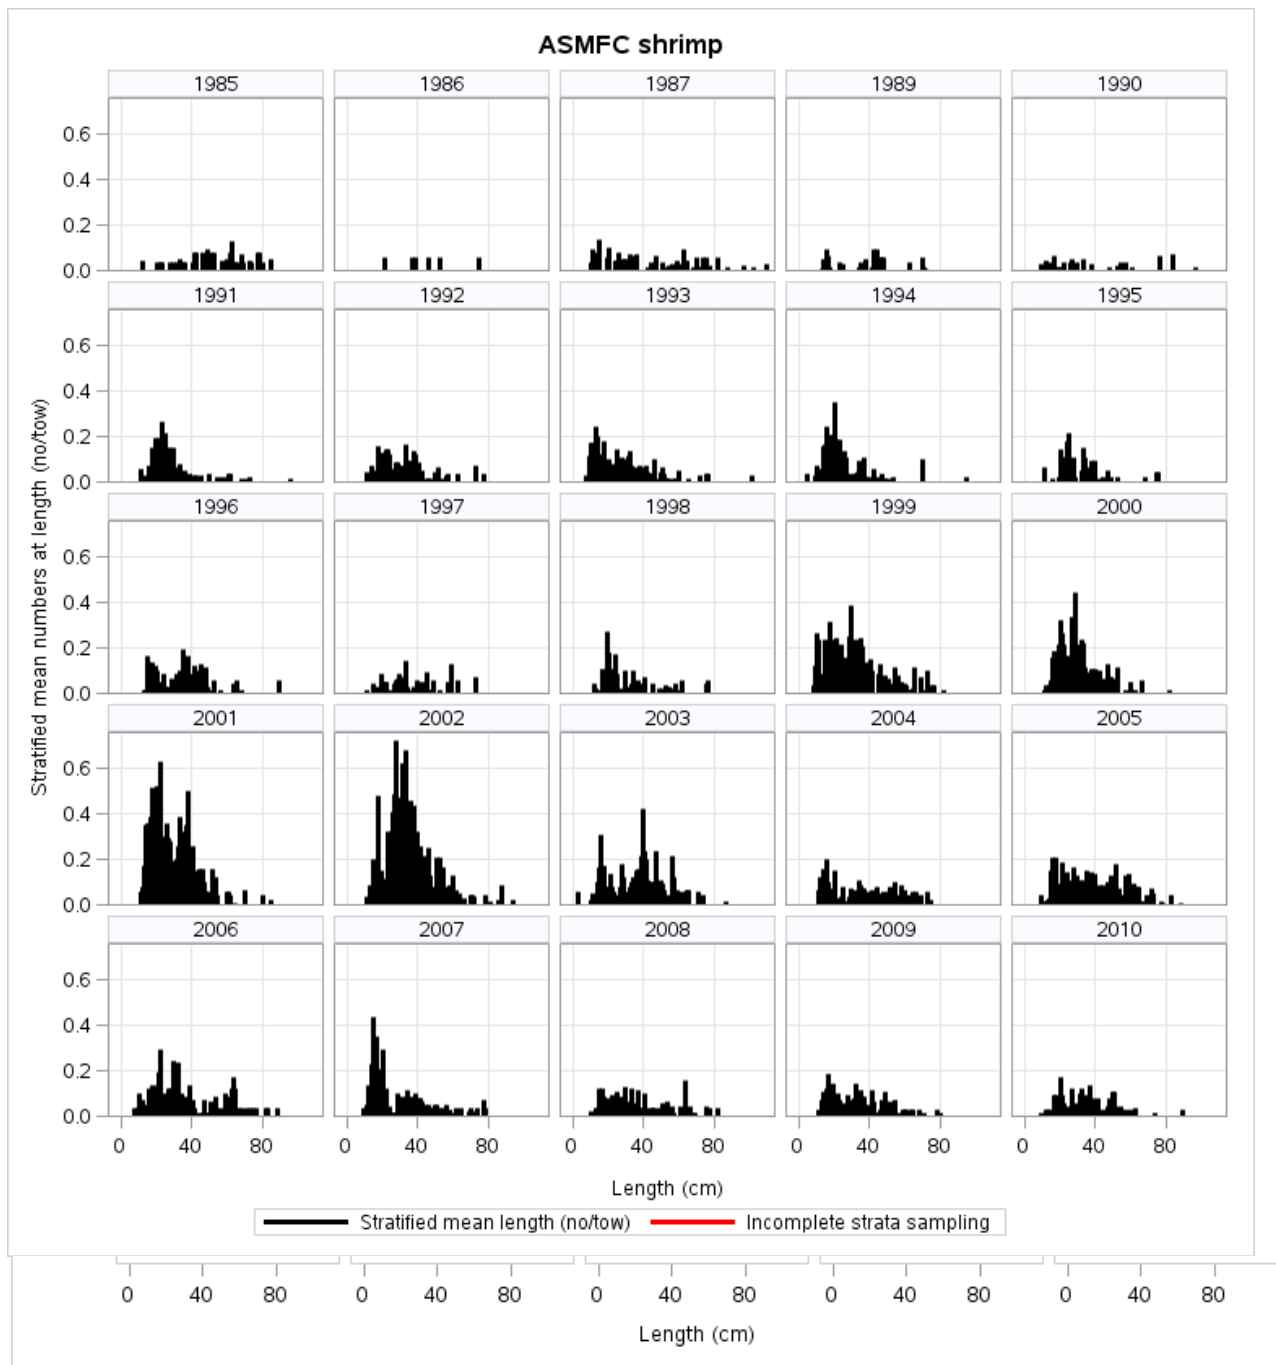 ASMFC shrimp
1985 1986 1987 1989 1990
0.6
0.4
0.2
0.0
1991 1992 1993 1994 1995
0.6
0.4
0.2
0.0
1996 1997 1998 1999 2000
0.6
0.4
0.2
0.0
2001 2002 2003 2004 2005
0.6
0.4
0.2
0.0
2006 2007 2008 2009 2010
0.6
0.4
0.2
0.0
Stratified mean numbers at length (no/tow)
0 40 80 0 40 80 0 40 80 0 40 80 0 40 80
Length (cm)
Stratified mean length (no/tow) Incomplete strata sampling
0 40 80 0 40 80 0 40 80 0 40 80 0 40 80
Length (cm)